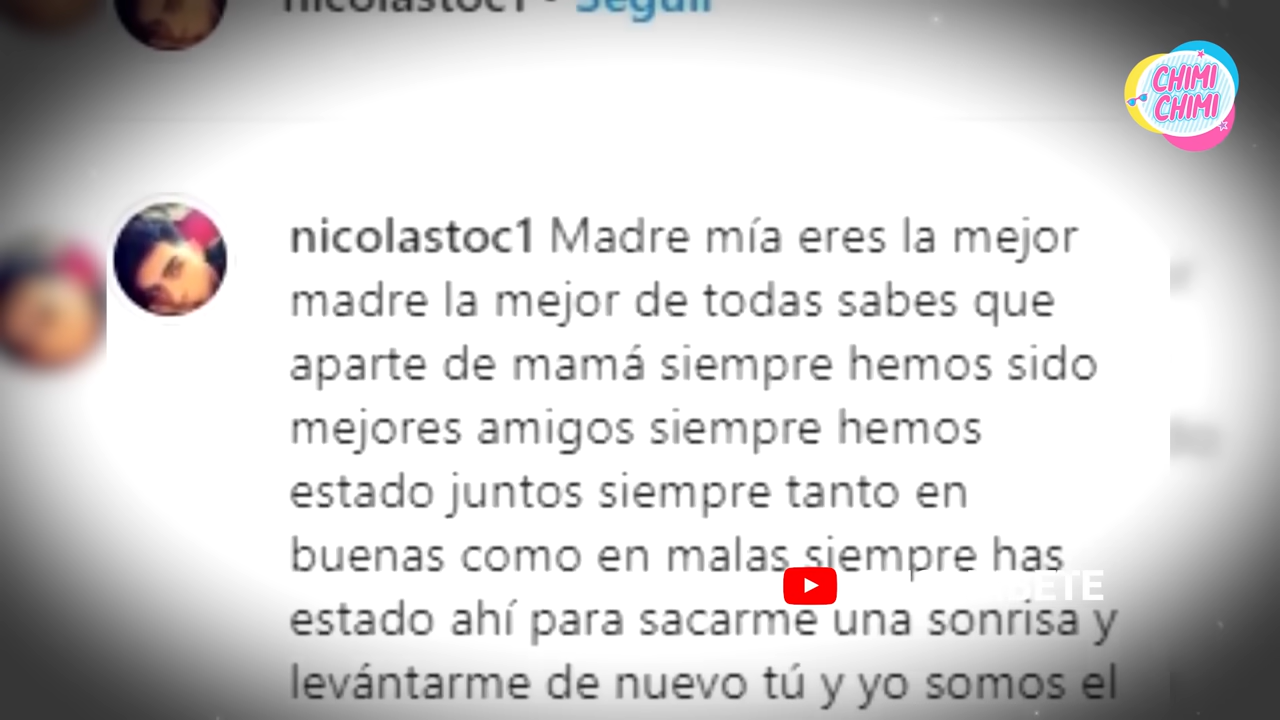 nicolastoc1 • Seguir
CHIMI
CHIMI
nicolastoc1 Madre mía eres la mejor
madre la mejor de todas sabes que
aparte de mamá siempre hemos sido
mejores amigos siempre hemos
estado juntos siempre tanto en
buenas como en malas siempre has
estado ahí para sacarme una sonrisa y
levántarme de nuevo tú y yo somos el